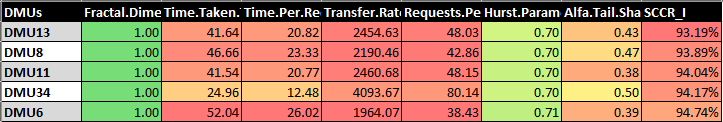 DMUs Fractal.Dime Time.Taken. Time.Per.Re Transfer.Rat Requests.Pe Hurst.Param Alfa.Tail.Sha SCCR_I
DMU13 1.00 41.64 20.82 2454.63 48.03 0.70 0.43 93.19%
DMU8 1.00 46.66 23.33 2190.46 42.86 0.70 0.47 93.89%
DMU11 1.00 41.54 20.77 2460.68 48.15 0.70 0.38 94.04%
DMU34 1.00 24.96 12.48 4093.67 80.14 0.70 0.50 94.17%
DMU6 1.00 52.04 26.02 1964.07 38.43 0.71 0.39 94.74%